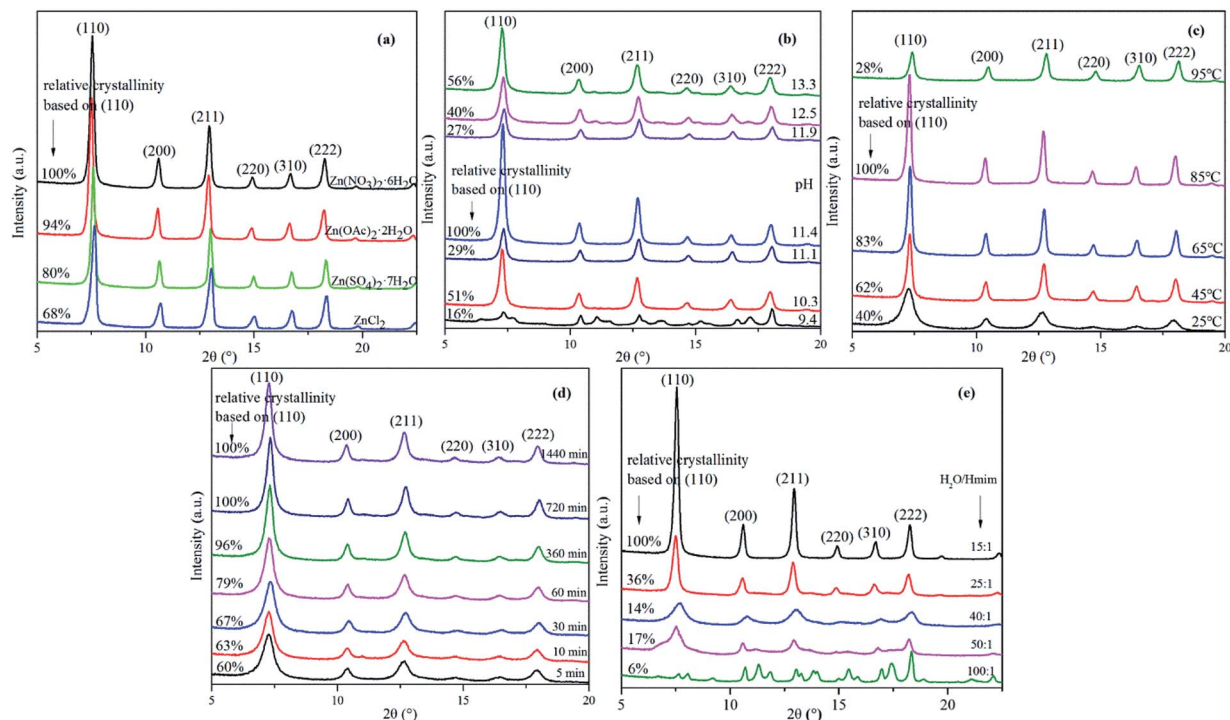 (a)
(110)
relative crystallinity
based on (110)
(211)
(200)
(220)
(310)
(222)
100%
Zn(NO₃)₂·6H₂O
94%
Zn(OAc)₂·2H₂O
80%
Zn(SO₄)₂·7H₂O
68%
ZnCl₂
5
10
15
20
2θ (°)
Intensity (a.u.)
(b)
(110)
(200)
(211)
(220)
(310)
(222)
56%
13.3
40%
12.5
27%
11.9
relative crystallinity
based on (110)
pH
100%
11.4
29%
11.1
51%
10.3
16%
9.4
5
10
15
20
2θ (°)
Intensity (a.u.)
(c)
(110)
(200)
(211)
(220)
(310)
(222)
28%
95℃
relative crystallinity
based on (110)
100%
85℃
83%
65℃
62%
45℃
40%
25℃
5
10
15
20
2θ (°)
Intensity (a.u.)
(d)
(110)
relative crystallinity
based on (110)
(200)
(211)
(220)
(310)
(222)
100%
1440 min
100%
720 min
96%
360 min
79%
60 min
67%
30 min
63%
10 min
60%
5 min
5
10
15
20
2θ (°)
Intensity (a.u.)
(e)
(110)
relative crystallinity
based on (110)
(211)
H₂O/Hmim
(200)
(220)
(310)
(222)
100%
15:1
36%
25:1
14%
40:1
17%
50:1
6%
100:1
5
10
15
20
2θ (°)
Intensity (a.u.)